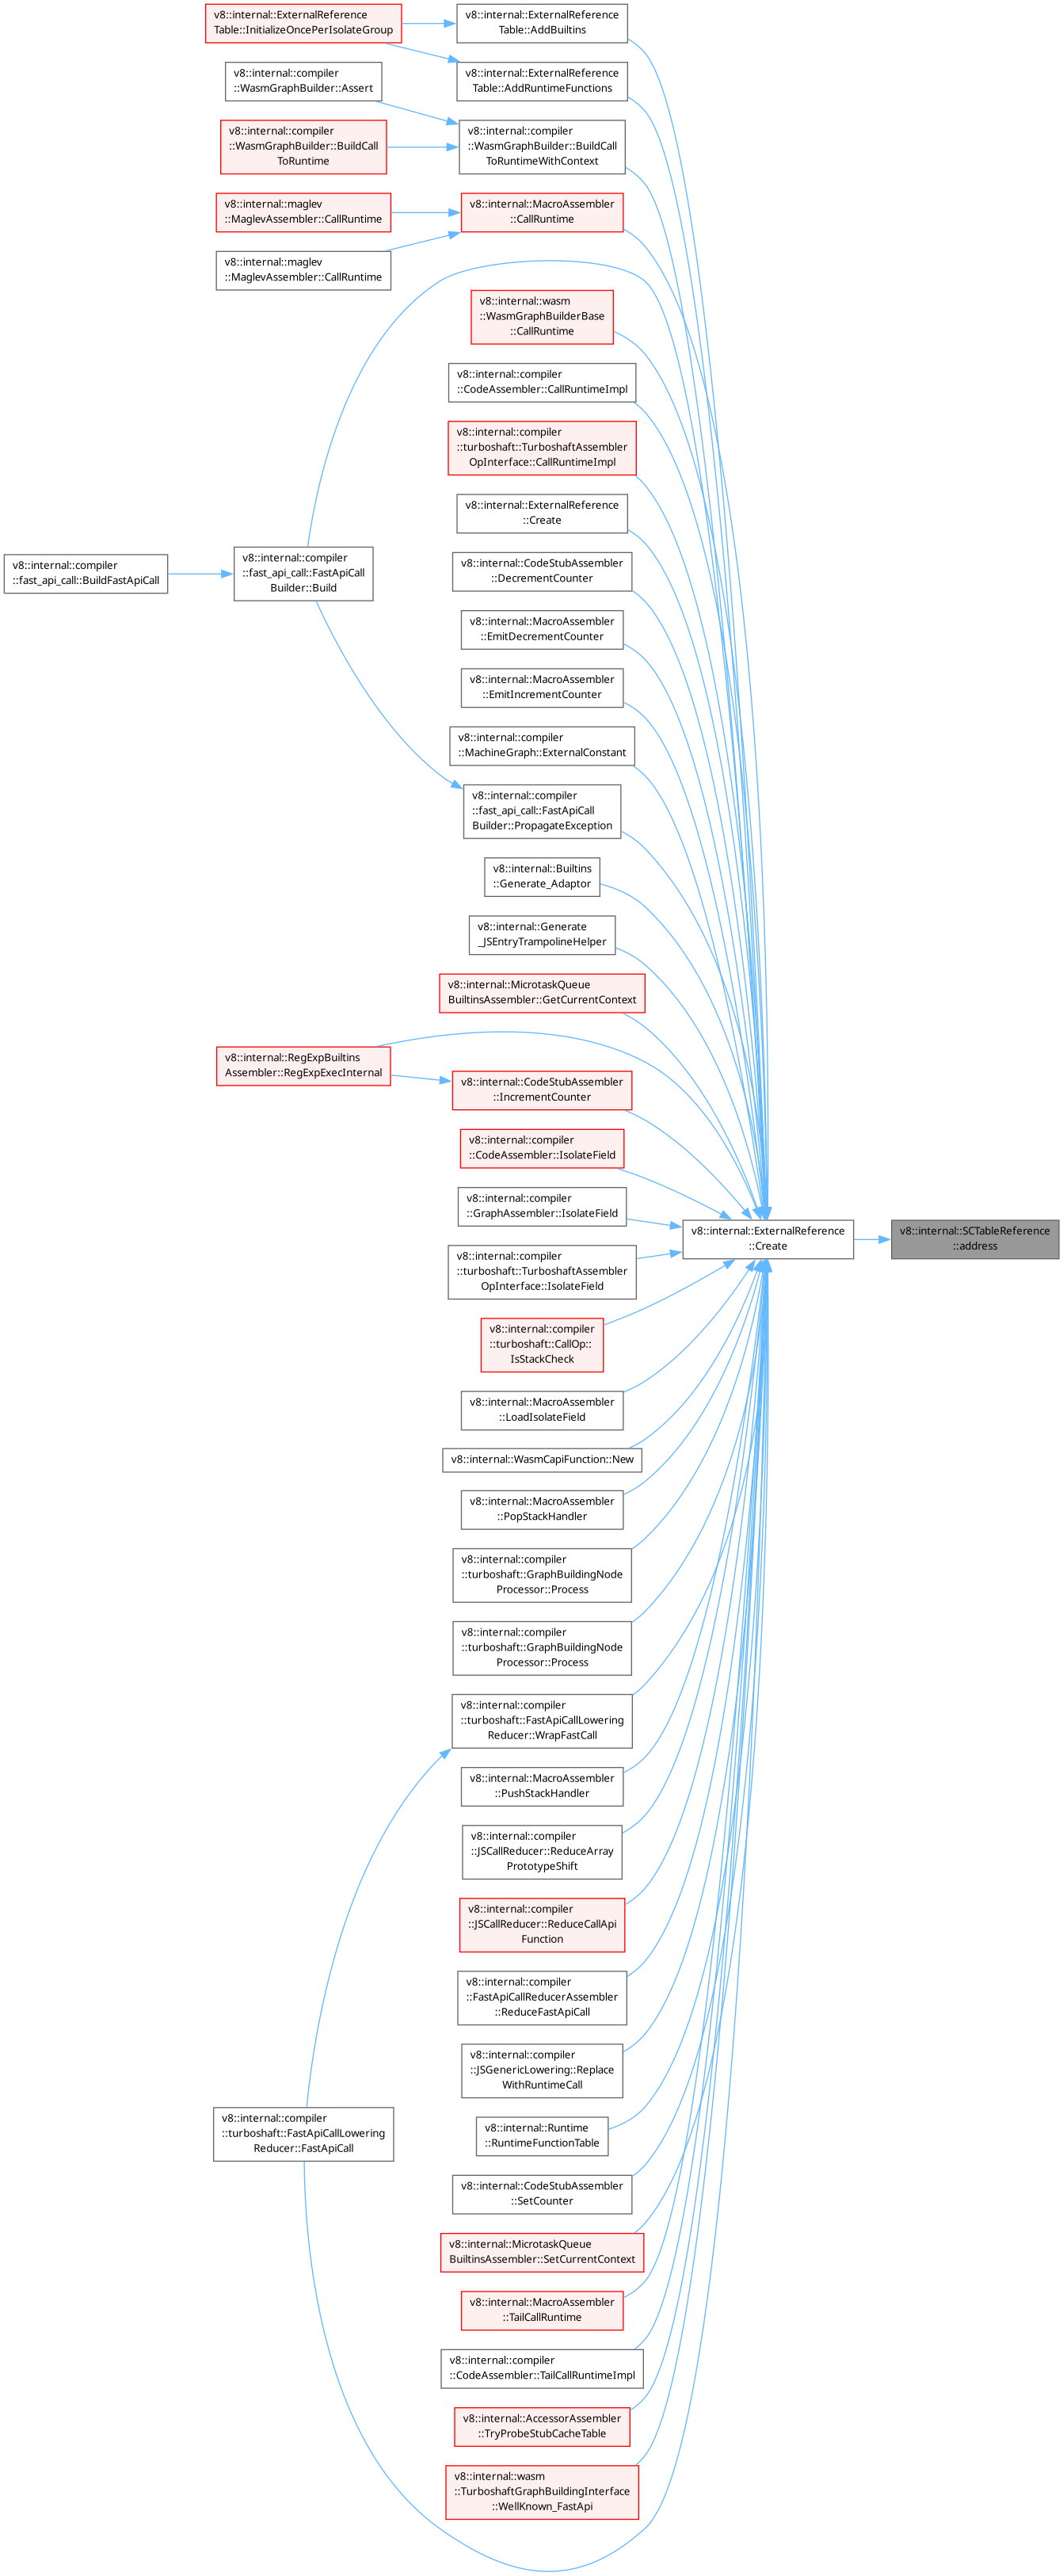 v8::internal::ExternalReference
Table::InitializeOncePerIsolateGroup
v8::internal::ExternalReference
Table::AddBuiltins
v8::internal::compiler
::WasmGraphBuilder::Assert
v8::internal::ExternalReference
Table::AddRuntimeFunctions
v8::internal::compiler
::WasmGraphBuilder::BuildCall
ToRuntime
v8::internal::compiler
::WasmGraphBuilder::BuildCall
ToRuntimeWithContext
v8::internal::maglev
::MaglevAssembler::CallRuntime
v8::internal::MacroAssembler
::CallRuntime
v8::internal::maglev
::MaglevAssembler::CallRuntime
v8::internal::wasm
::WasmGraphBuilderBase
::CallRuntime
v8::internal::compiler
::CodeAssembler::CallRuntimeImpl
v8::internal::compiler
::turboshaft::TurboshaftAssembler
OpInterface::CallRuntimeImpl
v8::internal::ExternalReference
::Create
v8::internal::compiler
::fast_api_call::BuildFastApiCall
v8::internal::compiler
::fast_api_call::FastApiCall
Builder::Build
v8::internal::CodeStubAssembler
::DecrementCounter
v8::internal::MacroAssembler
::EmitDecrementCounter
v8::internal::MacroAssembler
::EmitIncrementCounter
v8::internal::compiler
::MachineGraph::ExternalConstant
v8::internal::compiler
::fast_api_call::FastApiCall
Builder::PropagateException
v8::internal::Builtins
::Generate_Adaptor
v8::internal::Generate
_JSEntryTrampolineHelper
v8::internal::MicrotaskQueue
BuiltinsAssembler::GetCurrentContext
v8::internal::RegExpBuiltins
Assembler::RegExpExecInternal
v8::internal::CodeStubAssembler
::IncrementCounter
v8::internal::compiler
::CodeAssembler::IsolateField
v8::internal::compiler
::GraphAssembler::IsolateField
v8::internal::ExternalReference
::Create
v8::internal::SCTableReference
::address
v8::internal::compiler
::turboshaft::TurboshaftAssembler
OpInterface::IsolateField
v8::internal::compiler
::turboshaft::CallOp::
IsStackCheck
v8::internal::MacroAssembler
::LoadIsolateField
v8::internal::WasmCapiFunction::New
v8::internal::MacroAssembler
::PopStackHandler
v8::internal::compiler
::turboshaft::GraphBuildingNode
Processor::Process
v8::internal::compiler
::turboshaft::GraphBuildingNode
Processor::Process
v8::internal::compiler
::turboshaft::FastApiCallLowering
Reducer::WrapFastCall
v8::internal::MacroAssembler
::PushStackHandler
v8::internal::compiler
::JSCallReducer::ReduceArray
PrototypeShift
v8::internal::compiler
::JSCallReducer::ReduceCallApi
Function
v8::internal::compiler
::FastApiCallReducerAssembler
::ReduceFastApiCall
v8::internal::compiler
::JSGenericLowering::Replace
WithRuntimeCall
v8::internal::compiler
::turboshaft::FastApiCallLowering
Reducer::FastApiCall
v8::internal::Runtime
::RuntimeFunctionTable
v8::internal::CodeStubAssembler
::SetCounter
v8::internal::MicrotaskQueue
BuiltinsAssembler::SetCurrentContext
v8::internal::MacroAssembler
::TailCallRuntime
v8::internal::compiler
::CodeAssembler::TailCallRuntimeImpl
v8::internal::AccessorAssembler
::TryProbeStubCacheTable
v8::internal::wasm
::TurboshaftGraphBuildingInterface
::WellKnown_FastApi